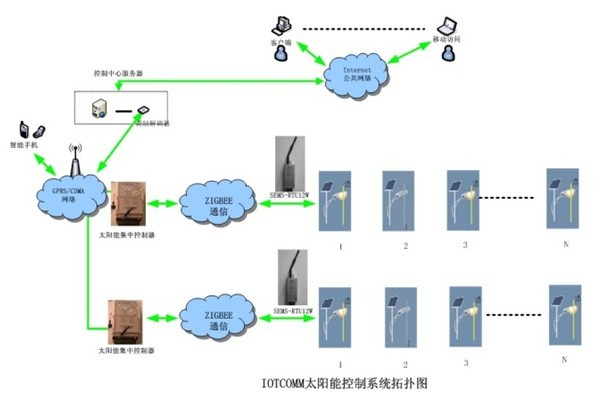 客户端
移动访问
Internet
公共网络
控制中心服务器
调制解调器
智能手机
GPRS/CDMA
网络
太阳能集中控制器
ZIGBEE
通信
SEMS-RTU12W
1
2
3
N
太阳能集中控制器
ZIGBEE
通信
SEMS-RTU12W
1
2
3
N
IOTCOMM太阳能控制系统拓扑图